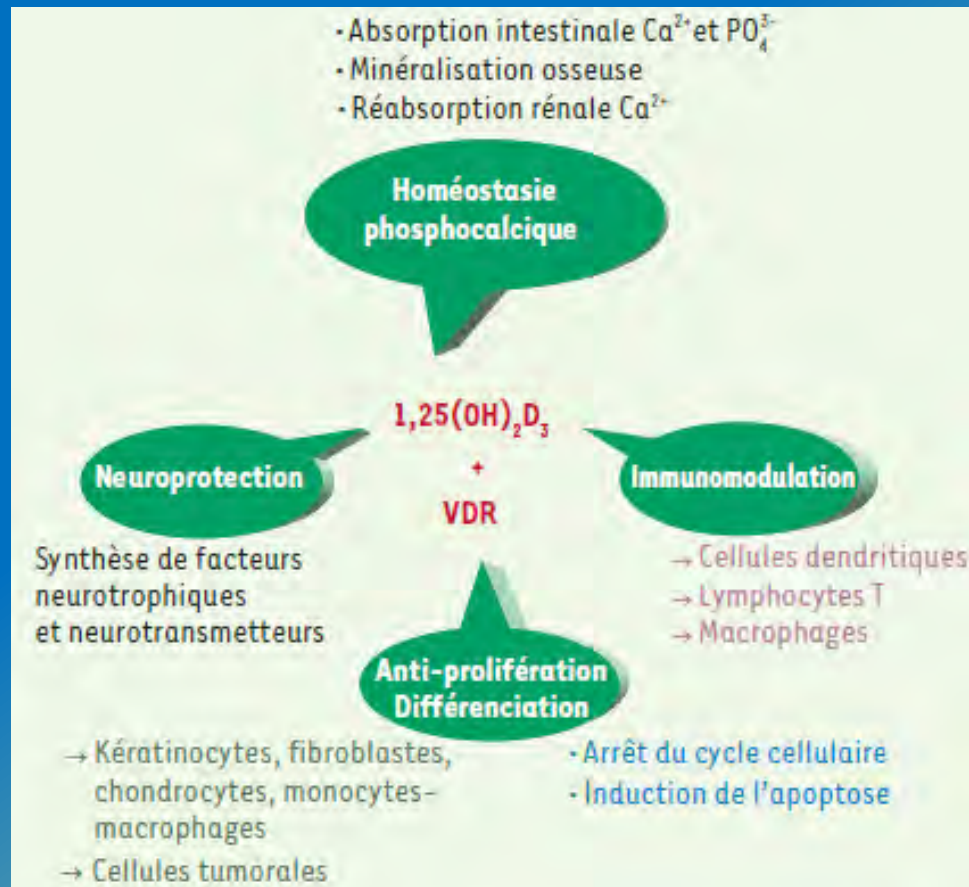 · Absorption intestinale Ca²⁺ et PO₄³⁻
· Minéralisation osseuse
· Réabsorption rénale Ca²⁺
Homéostasie
phosphocalcique
1,25(OH)₂D₃
+
VDR
Neuroprotection
Synthèse de facteurs
neurotrophiques
et neurotransmetteurs
Immunomodulation
→ Cellules dendritiques
→ Lymphocytes T
→ Macrophages
Anti-prolifération
Différenciation
→ Kératinocytes, fibroblastes,
chondrocytes, monocytes-
macrophages
→ Cellules tumorales
· Arrêt du cycle cellulaire
· Induction de l'apoptose